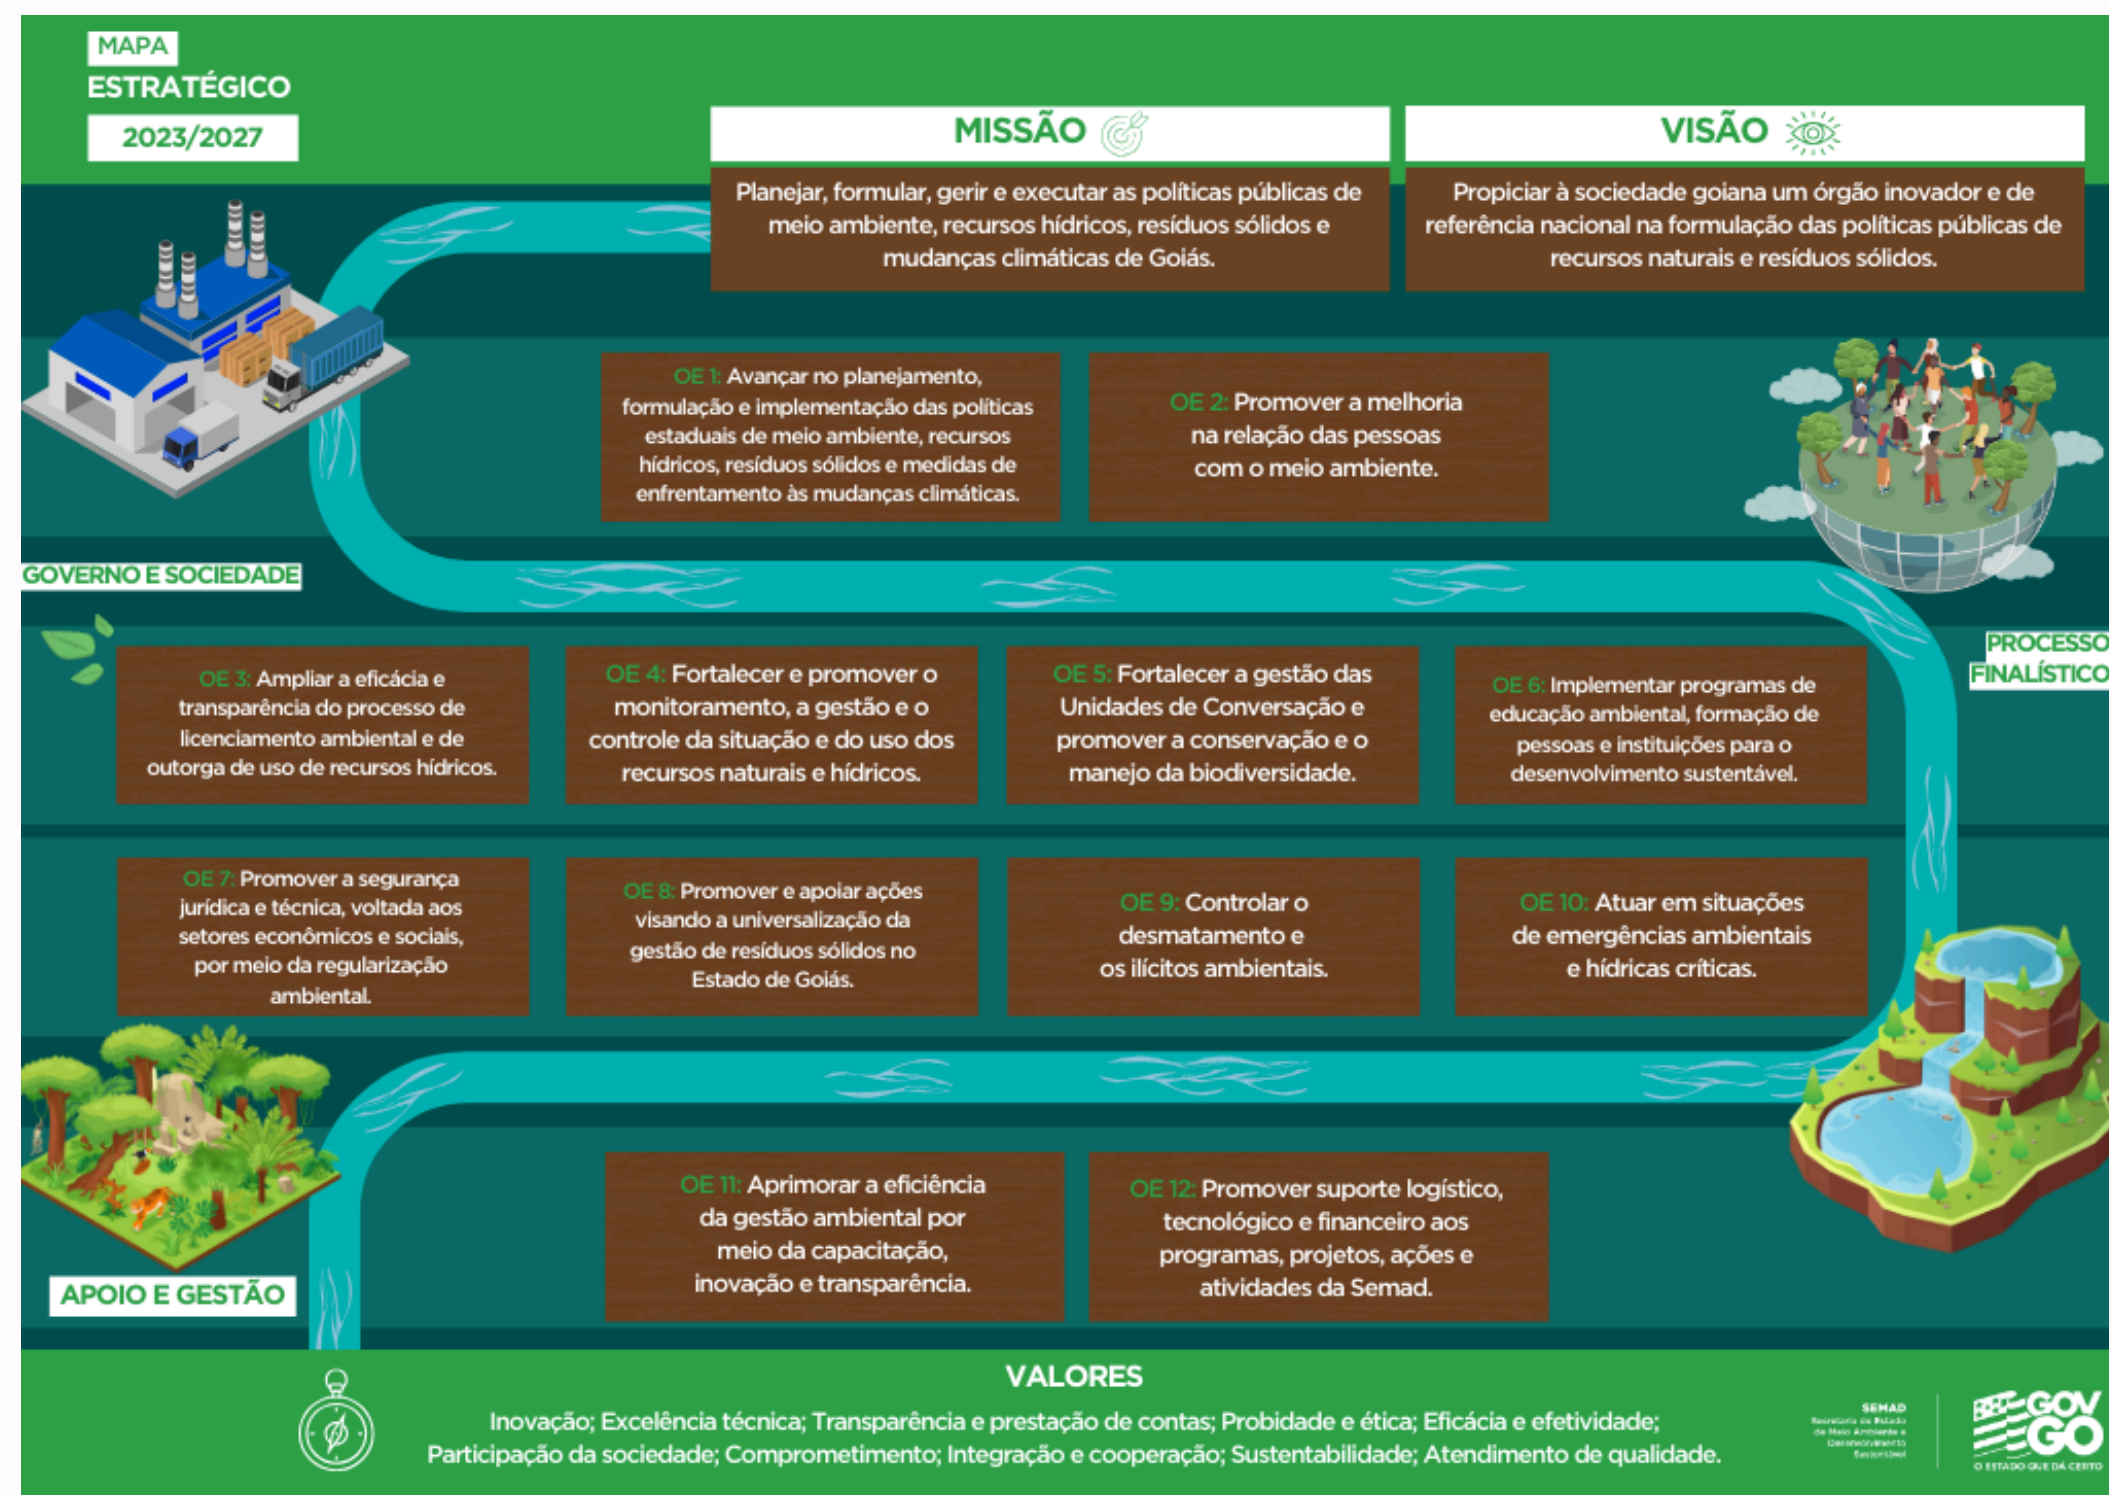 MAPA
ESTRATÉGICO
2023/2027
MISSÃO
Planejar, formular, gerir e executar as políticas públicas de
meio ambiente, recursos hídricos, resíduos sólidos e
mudanças climáticas de Goiás.
VISÃO
Propiciar à sociedade goiana um órgão inovador e de
referência nacional na formulação das políticas públicas de
recursos naturais e resíduos sólidos.
OE 1: Avançar no planejamento,
formulação e implementação das políticas
estaduais de meio ambiente, recursos
hídricos, resíduos sólidos e medidas de
enfrentamento às mudanças climáticas.
OE 2: Promover a melhoria
na relação das pessoas
com o meio ambiente.
GOVERNO E SOCIEDADE
PROCESSO
FINALÍSTICO
OE 3: Ampliar a eficácia e
transparência do processo de
licenciamento ambiental e de
outorga de uso de recursos hídricos.
OE 4: Fortalecer e promover o
monitoramento, a gestão e o
controle da situação e do uso dos
recursos naturais e hídricos.
OE 5: Fortalecer a gestão das
Unidades de Conversação e
promover a conservação e o
manejo da biodiversidade.
OE 6: Implementar programas de
educação ambiental, formação de
pessoas e instituições para o
desenvolvimento sustentável.
OE 7: Promover a segurança
jurídica e técnica, voltada aos
setores econômicos e sociais,
por meio da regularização
ambiental.
OE 8: Promover e apoiar ações
visando a universalização da
gestão de resíduos sólidos no
Estado de Goiás.
OE 9: Controlar o
desmatamento e
os ilícitos ambientais.
OE 10: Atuar em situações
de emergências ambientais
e hídricas críticas.
OE 11: Aprimorar a eficiência
da gestão ambiental por
meio da capacitação,
inovação e transparência.
OE 12: Promover suporte logístico,
tecnológico e financeiro aos
programas, projetos, ações e
atividades da Semad.
APOIO E GESTÃO
VALORES
Inovação; Excelência técnica; Transparência e prestação de contas; Probidade e ética; Eficácia e efetividade;
Participação da sociedade; Comprometimento; Integração e cooperação; Sustentabilidade; Atendimento de qualidade.
SEMAD
Secretaria de Estado
de Meio Ambiente e
Desenvolvimento
Sustentável
GOV
GO
O ESTADO QUE DÁ CERTO